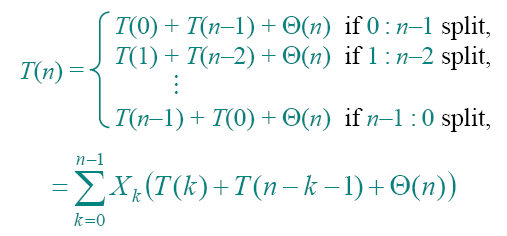 T(0) + T(n–1) + Θ(n) if 0 : n–1 split,
T(1) + T(n–2) + Θ(n) if 1 : n–2 split,
T(n) =
⋮
T(n–1) + T(0) + Θ(n) if n–1 : 0 split,
n–1
= ∑ X_k (T(k) + T(n – k – 1) + Θ(n))
k=0